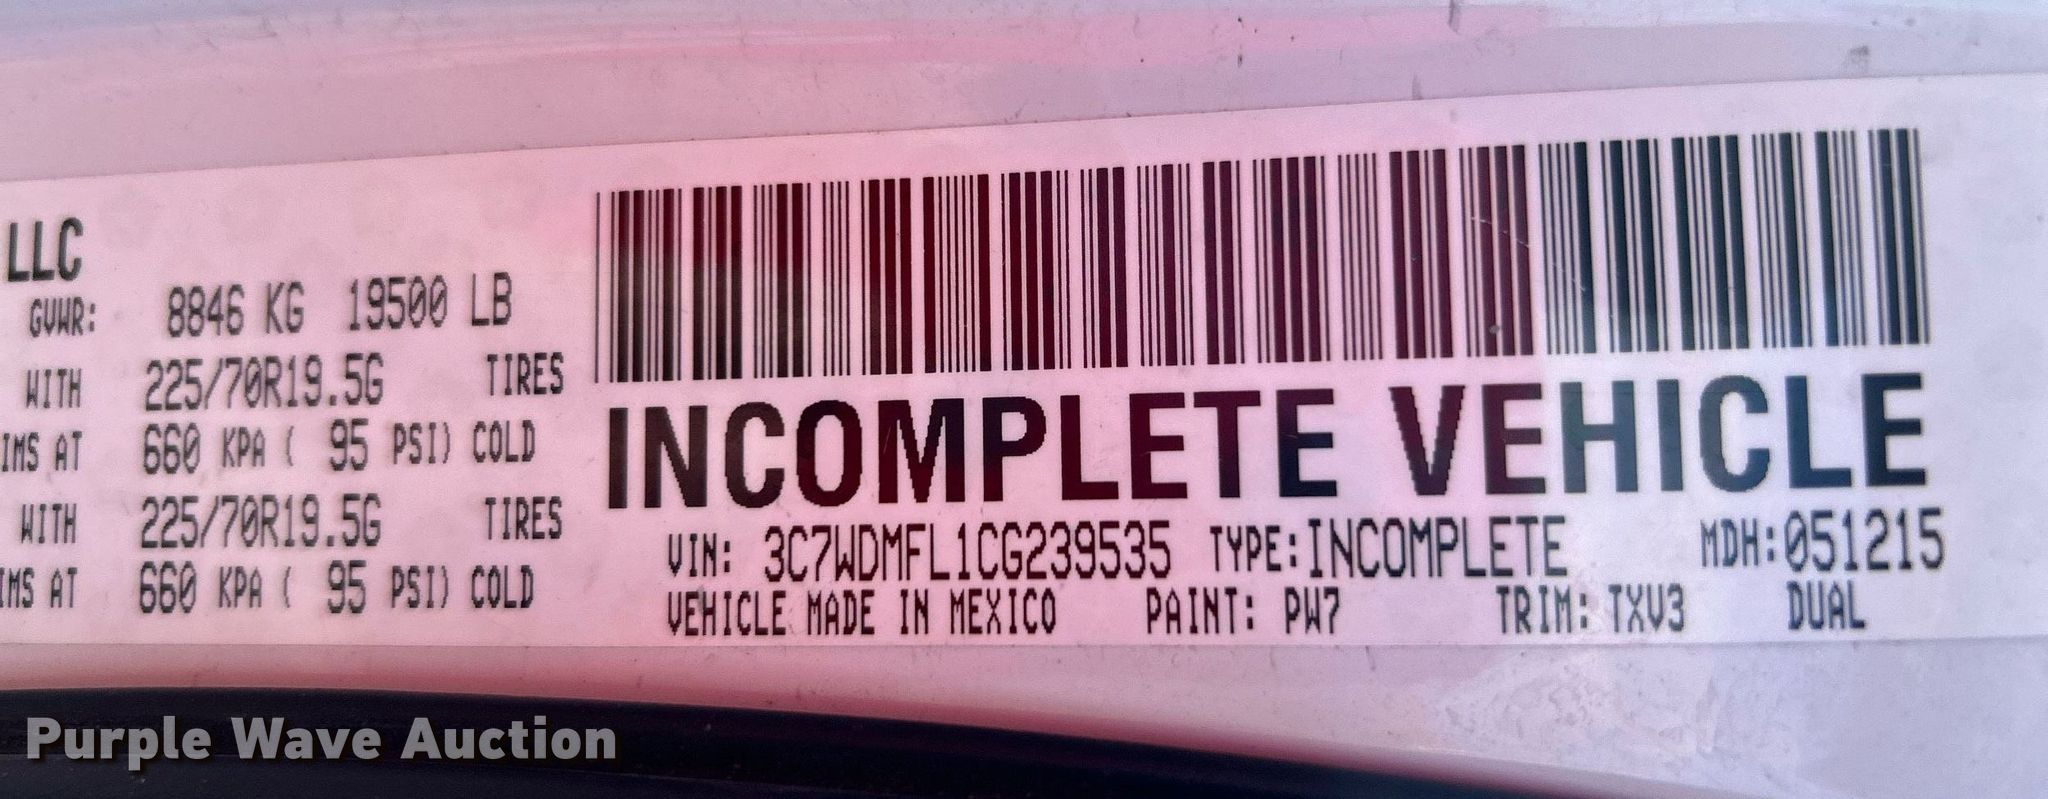 LLC
GVWR: 8846 KG 19500 LB
WITH 225/70R19.5G TIRES
IMS AT 660 KPA ( 95 PSI) COLD
WITH 225/70R19.5G TIRES
IMS AT 660 KPA ( 95 PSI) COLD
INCOMPLETE VEHICLE
VIN: 3C7WDMFL1CG239535 TYPE:INCOMPLETE MDH:051215
VEHICLE MADE IN MEXICO PAINT: PW7 TRIM: TXV3 DUAL
Purple Wave Auction